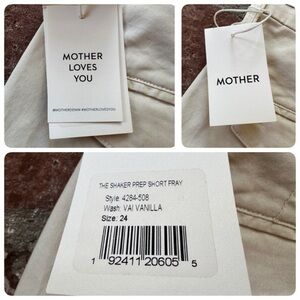 MOTHER
LOVES
YOU
#MOTHERDENIM #MOTHERLOVESYOU
MOTHER
THE SHAKER PREP SHORT FRAY
Style: 4284-508
Wash: VAI VANILLA
Size: 24
1 92411 20605 5